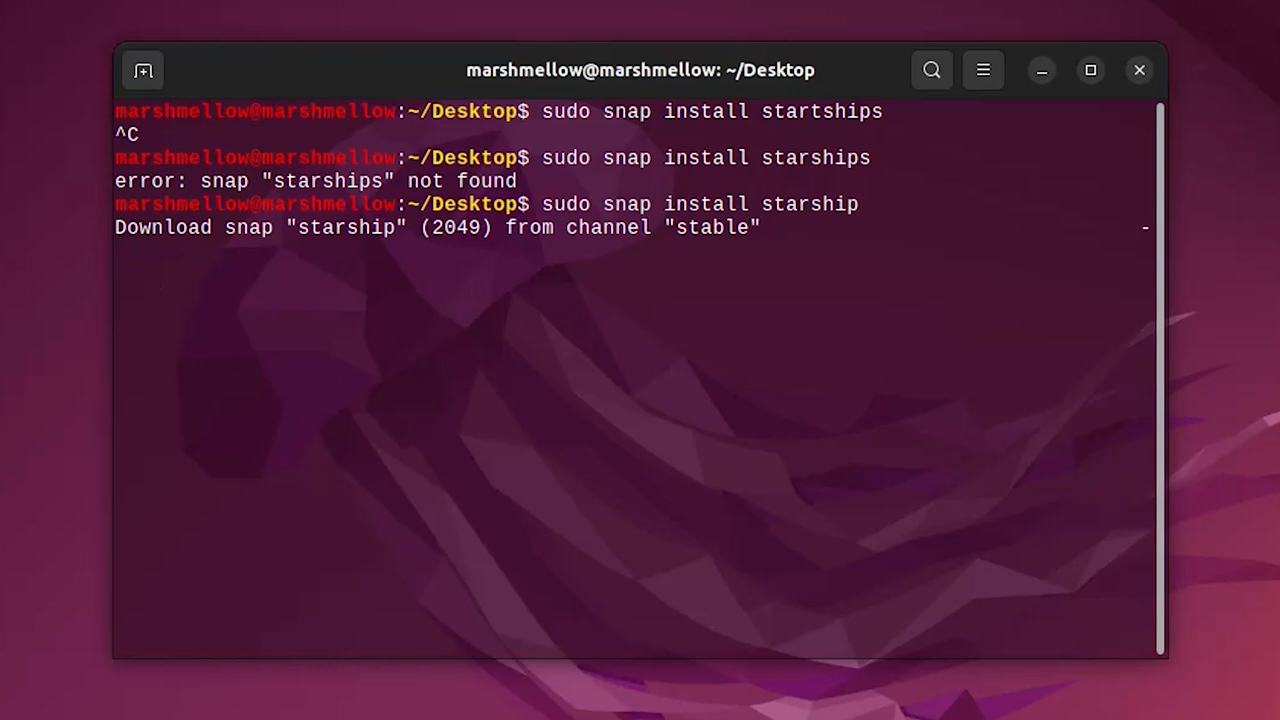 marshmellow@marshmellow: ~/Desktop
marshmellow@marshmellow:~/Desktop$ sudo snap install startships
^C
marshmellow@marshmellow:~/Desktop$ sudo snap install starships
error: snap "starships" not found
marshmellow@marshmellow:~/Desktop$ sudo snap install starship
Download snap "starship" (2049) from channel "stable" -